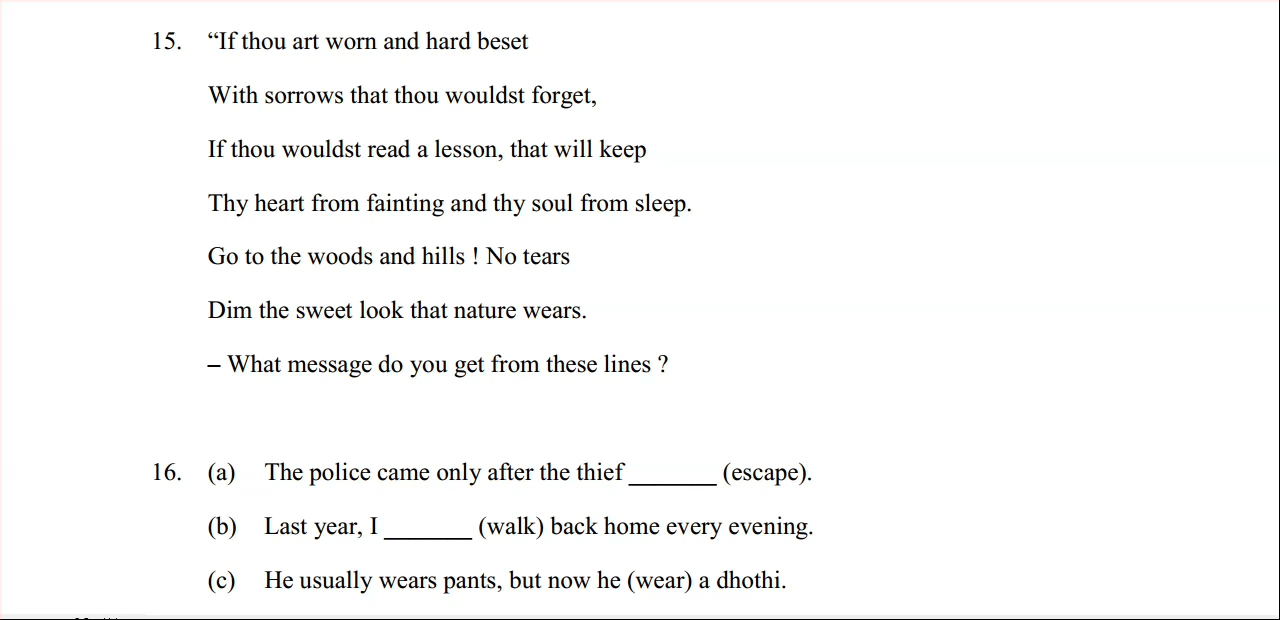 15. “If thou art worn and hard beset
With sorrows that thou wouldst forget,
If thou wouldst read a lesson, that will keep
Thy heart from fainting and thy soul from sleep.
Go to the woods and hills ! No tears
Dim the sweet look that nature wears.
– What message do you get from these lines ?
16. (a) The police came only after the thief _______ (escape).
(b) Last year, I _______ (walk) back home every evening.
(c) He usually wears pants, but now he (wear) a dhothi.